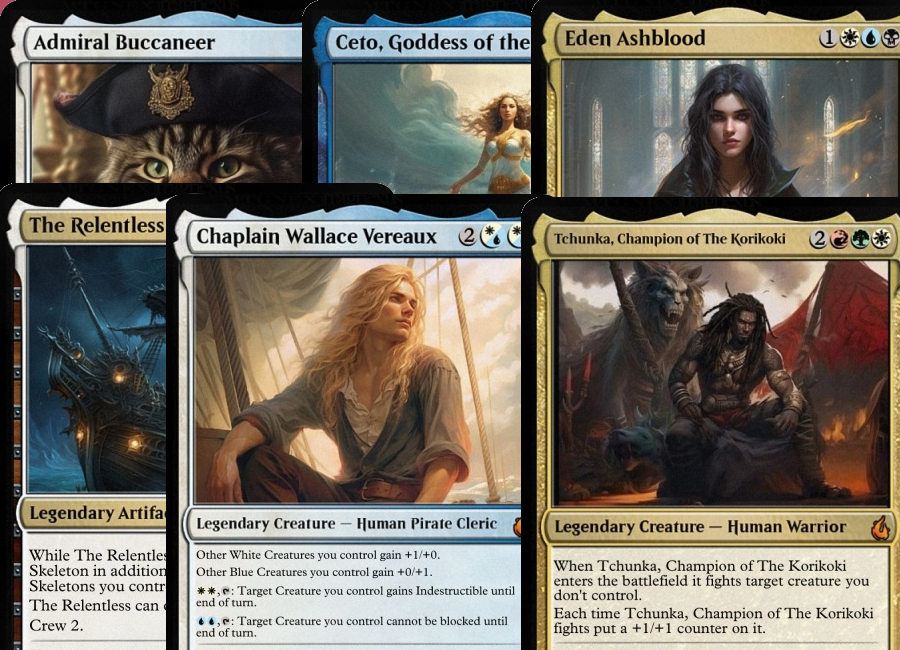 Admiral Buccaneer
Ceto, Goddess of the
Eden Ashblood 1
The Relentless
Legendary Artifa
While The Relentles
Skeleton in addition
Skeletons you contr
The Relentless can
Crew 2.
Chaplain Wallace Vereaux 2
Legendary Creature — Human Pirate Cleric
Other White Creatures you control gain +1/+0.
Other Blue Creatures you control gain +0/+1.
: Target Creature you control gains Indestructible until
end of turn.
: Target Creature you control cannot be blocked until
end of turn.
Tchunka, Champion of The Korikoki 2
Legendary Creature — Human Warrior
When Tchunka, Champion of The Korikoki
enters the battlefield it fights target creature you
don't control.
Each time Tchunka, Champion of The Korikoki
fights put a +1/+1 counter on it.